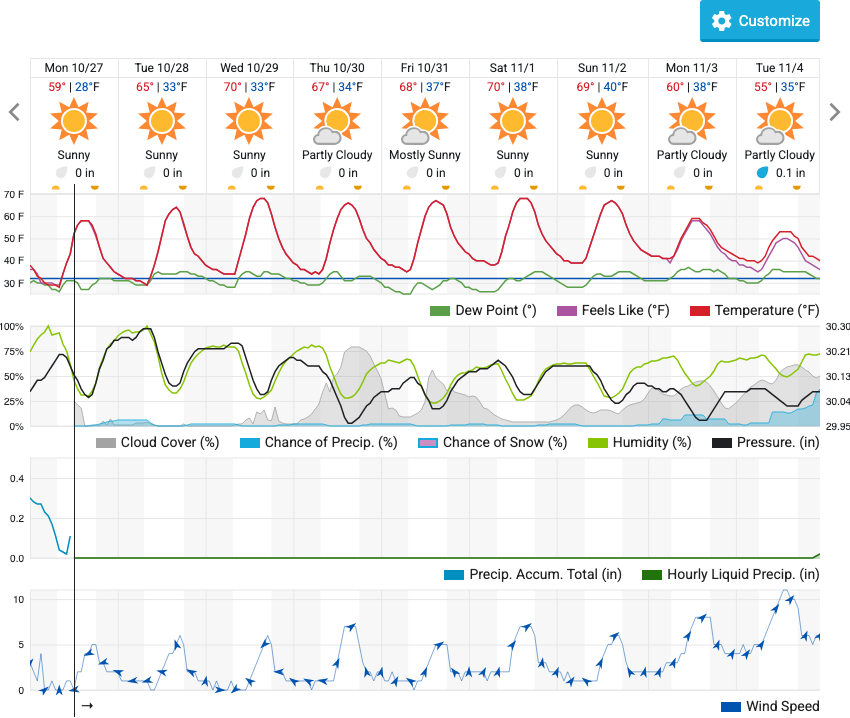 Customize
Mon 10/27 Tue 10/28 Wed 10/29 Thu 10/30 Fri 10/31 Sat 11/1 Sun 11/2 Mon 11/3 Tue 11/4
59° | 28°F 65° | 33°F 70° | 33°F 67° | 34°F 68° | 37°F 70° | 38°F 69° | 40°F 60° | 38°F 55° | 35°F
Sunny Sunny Sunny Partly Cloudy Mostly Sunny Sunny Sunny Partly Cloudy Partly Cloudy
0 in 0 in 0 in 0 in 0 in 0 in 0 in 0 in 0.1 in
70 F
60 F
50 F
40 F
30 F
Dew Point (°) Feels Like (°F) Temperature (°F)
100% 30.30
75% 30.21
50% 30.13
25% 30.04
0% 29.95
Cloud Cover (%) Chance of Precip. (%) Chance of Snow (%) Humidity (%) Pressure. (in)
0.4
0.2
0.0
Precip. Accum. Total (in) Hourly Liquid Precip. (in)
10
5
0
Wind Speed